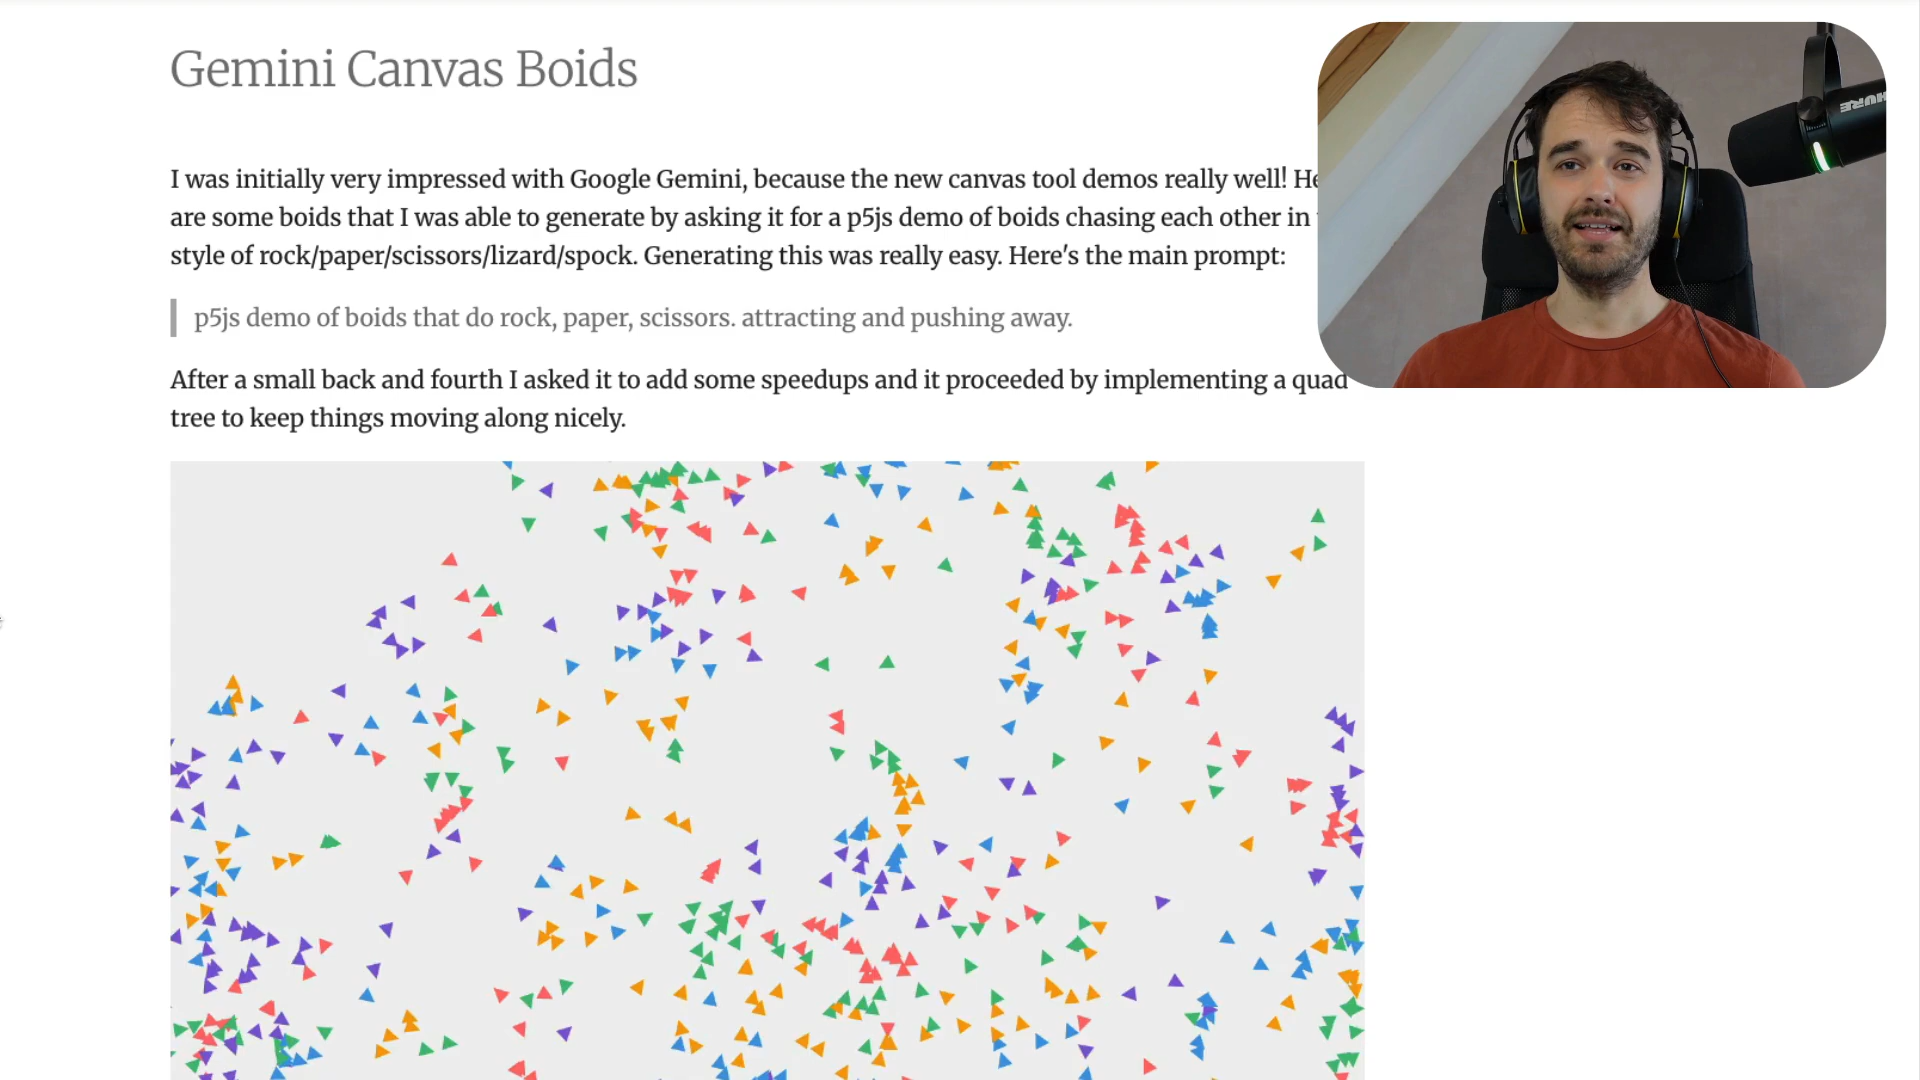 Gemini Canvas Boids
I was initially very impressed with Google Gemini, because the new canvas tool demos really well!
are some boids that I was able to generate by asking it for a p5js demo of boids chasing each other in
style of rock/paper/scissors/lizard/spock. Generating this was really easy. Here's the main prompt:
p5js demo of boids that do rock, paper, scissors. attracting and pushing away.
After a small back and fourth I asked it to add some speedups and it proceeded by implementing a quad
tree to keep things moving along nicely.